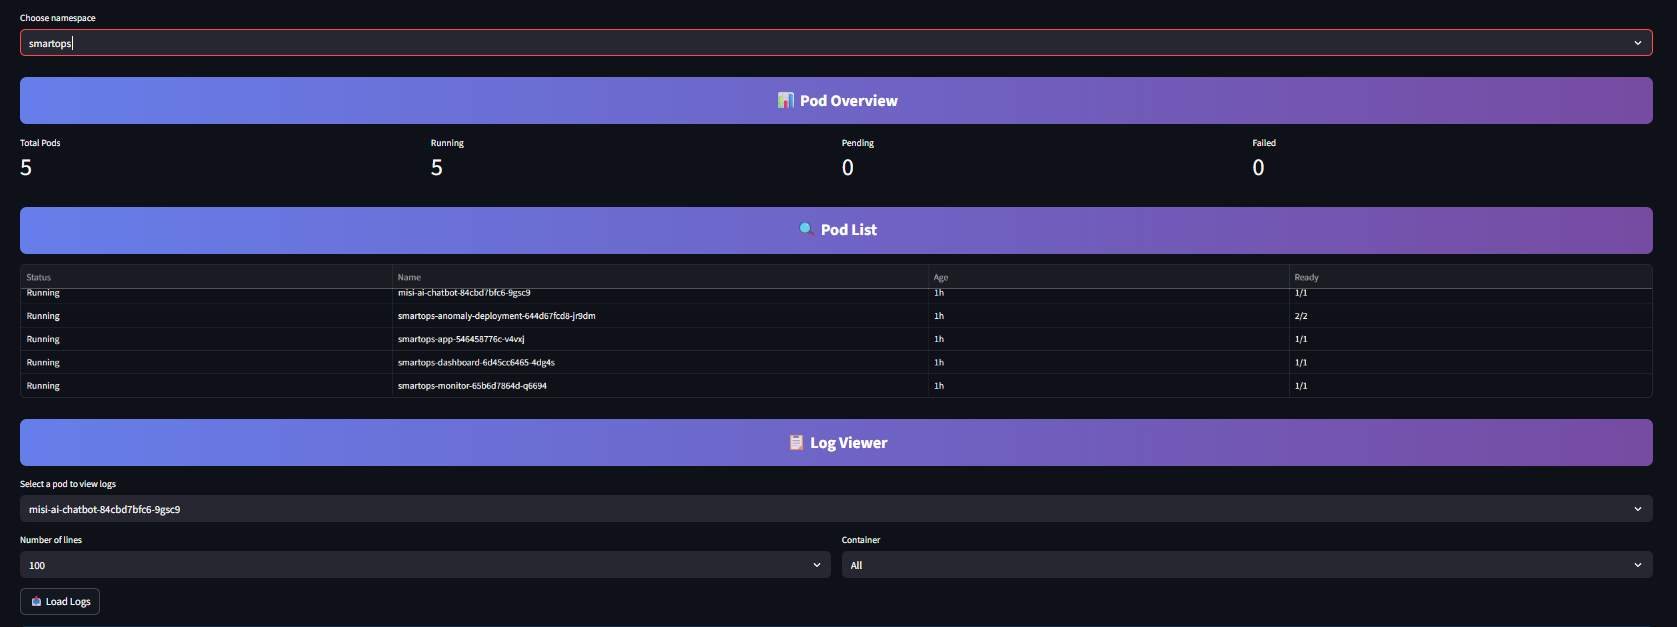 Choose namespace
smartops
Pod Overview
Total Pods Running Pending Failed
5 5 0 0
Pod List
Status Name Age Ready
Running misi-ai-chatbot-84cbd7bfc6-9gsc9 1h 1/1
Running smartops-anomaly-deployment-644d67fcd8-jr9dm 1h 2/2
Running smartops-app-546458776c-v4vxj 1h 1/1
Running smartops-dashboard-6d45cc6465-4dg4s 1h 1/1
Running smartops-monitor-65b6d7864d-q6694 1h 1/1
Log Viewer
Select a pod to view logs
misi-ai-chatbot-84cbd7bfc6-9gsc9
Number of lines Container
100 All
Load Logs